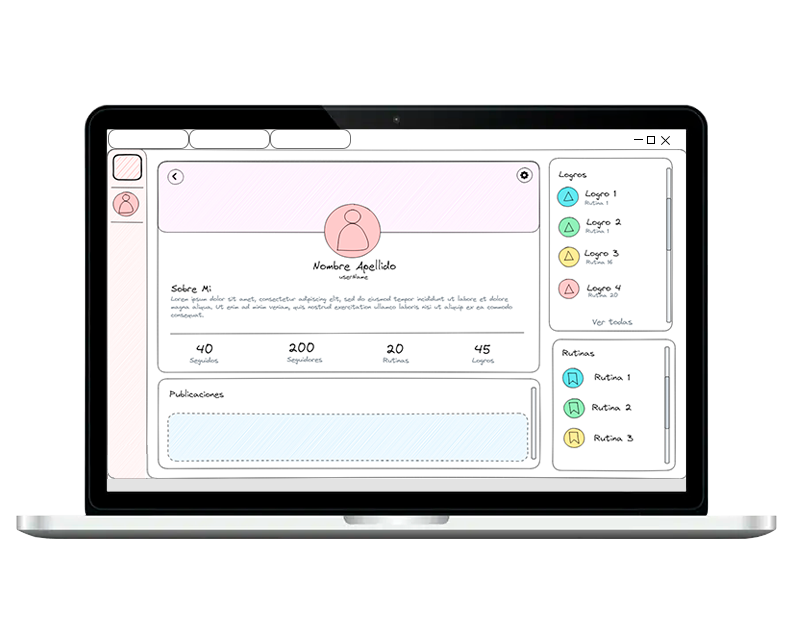 Nombre Apellido
userName
Sobre Mi
Lorem ipsum dolor sit amet, consectetur adipiscing elit, sed do eiusmod tempor incididunt ut labore et dolore
magna aliqua. Ut enim ad minim veniam, quis nostrud exercitation ullamco laboris nisi ut aliquip ex ea commodo
consequat.
40 200 20 45
Seguidos Seguidores Rutinas Logros
Publicaciones
Logros
Logro 1
Rutina 1
Logro 2
Rutina 1
Logro 3
Rutina 16
Logro 4
Rutina 20
Ver todas
Rutinas
Rutina 1
Rutina 2
Rutina 3